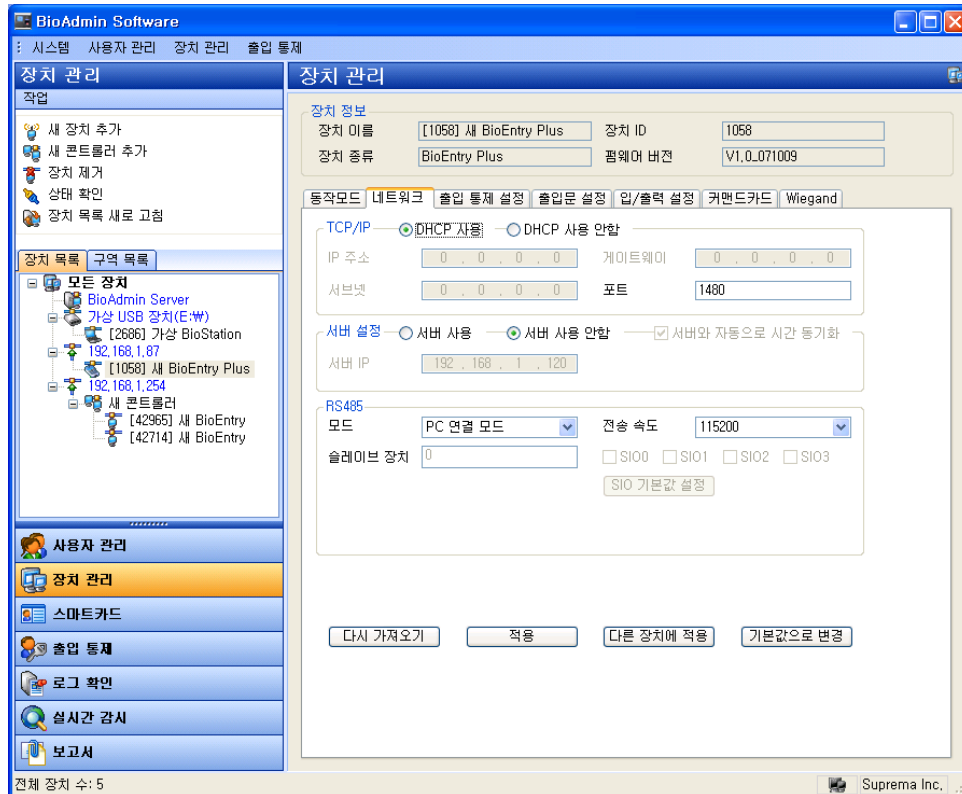 BioAdmin Software
시스템 사용자 관리 장치 관리 출입 통제
장치 관리
작업
새 장치 추가
새 콘트롤러 추가
장치 제거
상태 확인
장치 목록 새로 고침
장치 목록 구역 목록
모든 장치
BioAdmin Server
가상 USB 장치(E:₩)
[2686] 가상 BioStation
192.168.1.87
[1058] 새 BioEntry Plus
192.168.1.254
새 콘트롤러
[42965] 새 BioEntry
[42714] 새 BioEntry
사용자 관리
장치 관리
스마트카드
출입 통제
로그 확인
실시간 감시
보고서
장치 관리
장치 정보
장치 이름 [1058] 새 BioEntry Plus 장치 ID 1058
장치 종류 BioEntry Plus 펌웨어 버전 V1.0_071009
동작모드 네트워크 출입 통제 설정 출입문 설정 입/출력 설정 커맨드카드 Wiegand
TCP/IP DHCP 사용 DHCP 사용 안함
IP 주소 0 . 0 . 0 . 0 게이트웨이 0 . 0 . 0 . 0
서브넷 0 . 0 . 0 . 0 포트 1480
서버 설정 서버 사용 서버 사용 안함 서버와 자동으로 시간 동기화
서버 IP 192 . 168 . 1 . 120
RS485
모드 PC 연결 모드 전송 속도 115200
슬레이브 장치 0 SIO0 SIO1 SIO2 SIO3
SIO 기본값 설정
다시 가져오기 적용 다른 장치에 적용 기본값으로 변경
전체 장치 수: 5 Suprema Inc.